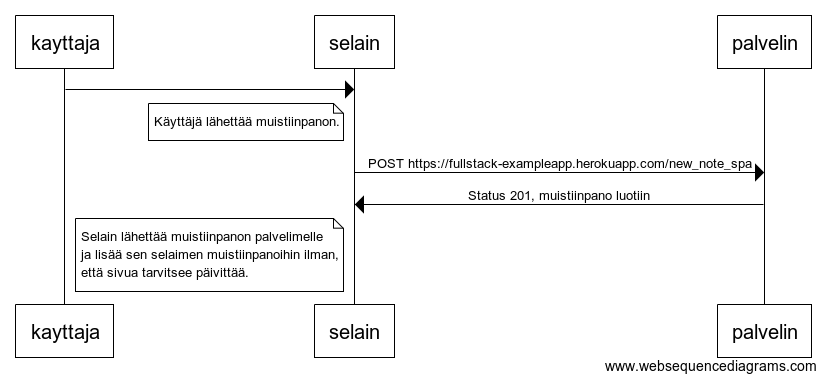 kayttaja
selain
palvelin
Käyttäjä lähettää muistiinpanon.
POST https://fullstack-exampleapp.herokuapp.com/new_note_spa
Status 201, muistiinpano luotiin
Selain lähettää muistiinpanon palvelimelle
ja lisää sen selaimen muistiinpanoihin ilman,
että sivua tarvitsee päivittää.
kayttaja
selain
palvelin
www.websequencediagrams.com